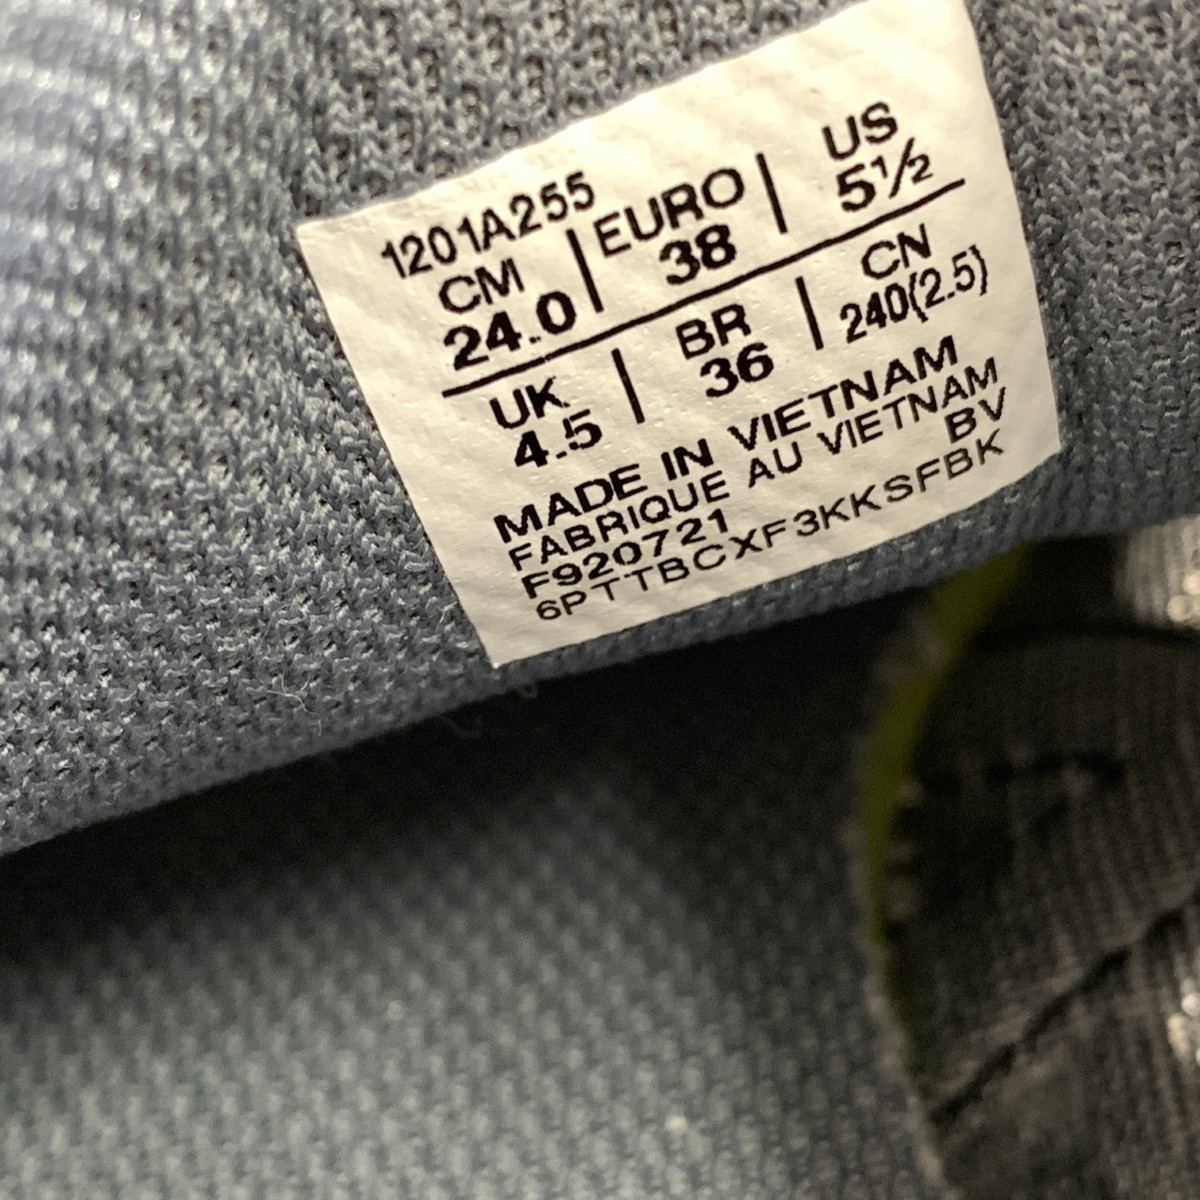 1201A255
CM | EURO | US
24.0 | 38 | 5½
UK | BR | CN
4.5 | 36 | 240(2.5)
MADE IN VIETNAM
FABRIQUE AU VIETNAM
F920721 BV
6PTTBCXF3KKSFBK